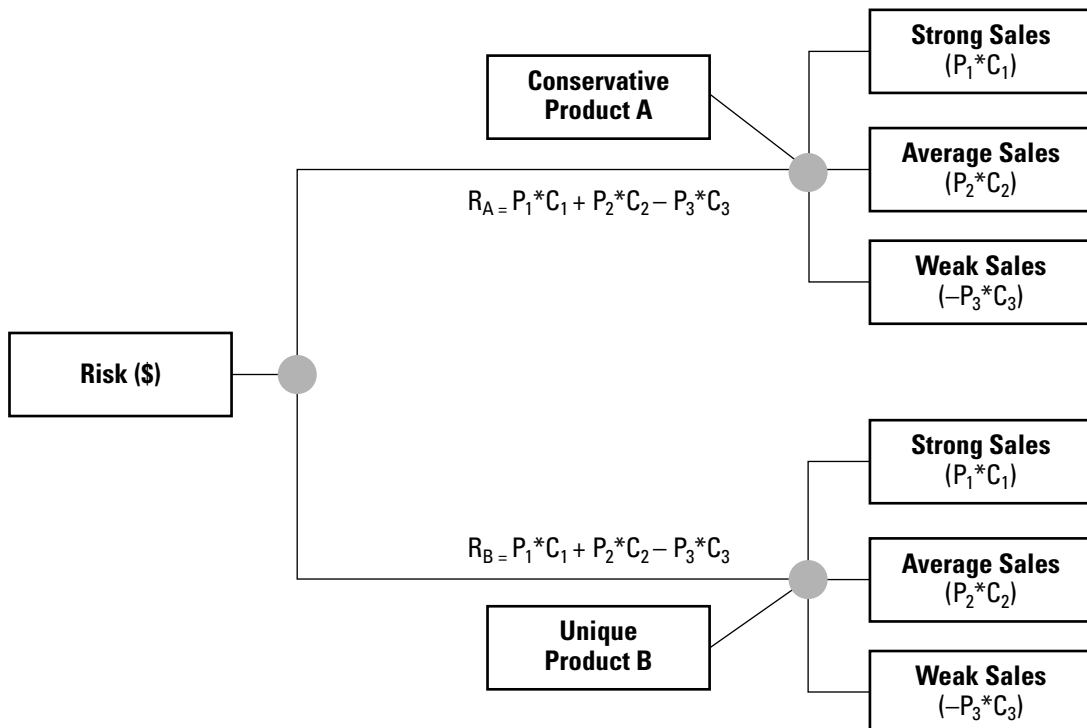 Strong Sales
(P₁*C₁)
Conservative
Product A
Average Sales
(P₂*C₂)
R_A = P₁*C₁ + P₂*C₂ – P₃*C₃
Weak Sales
(–P₃*C₃)
Risk ($)
Strong Sales
(P₁*C₁)
R_B = P₁*C₁ + P₂*C₂ – P₃*C₃
Average Sales
(P₂*C₂)
Unique
Product B
Weak Sales
(–P₃*C₃)